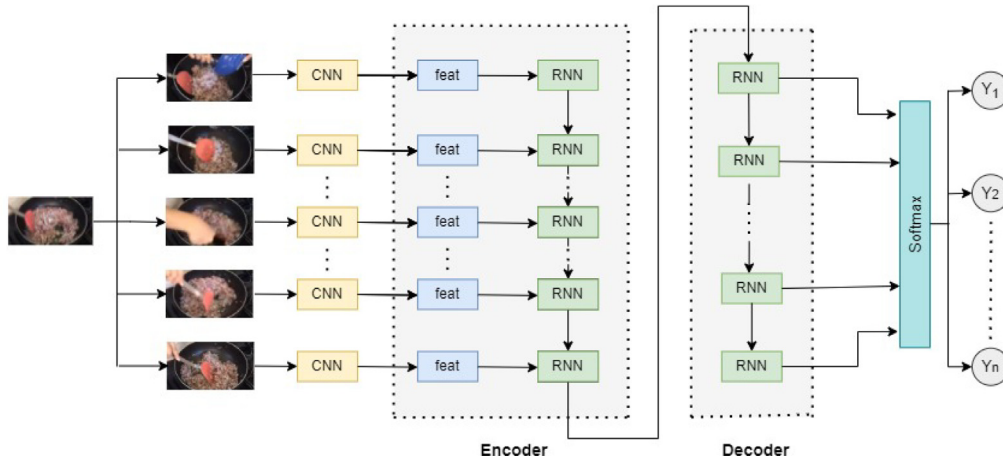 CNN feat RNN
CNN feat RNN
CNN feat RNN
CNN feat RNN
CNN feat RNN
Encoder
RNN
RNN
RNN
RNN
Decoder
Softmax
Y1
Y2
Yn